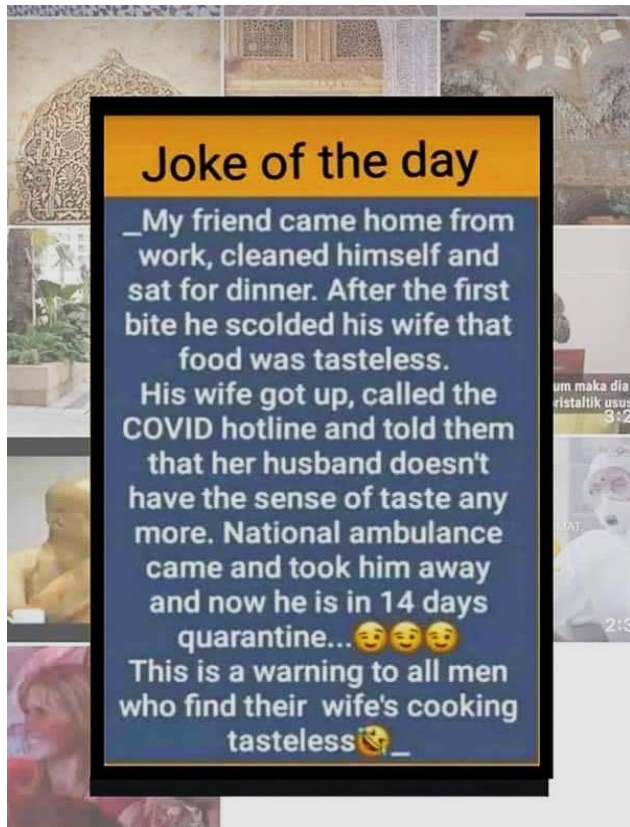 Joke of the day
_My friend came home from
work, cleaned himself and
sat for dinner. After the first
bite he scolded his wife that
food was tasteless.
His wife got up, called the
COVID hotline and told them
that her husband doesn't
have the sense of taste any
more. National ambulance
came and took him away
and now he is in 14 days
quarantine...😉😉😉
This is a warning to all men
who find their wife's cooking
tasteless🤣_
um maka dia
ristaltik usus
3:2
MAT
2:3